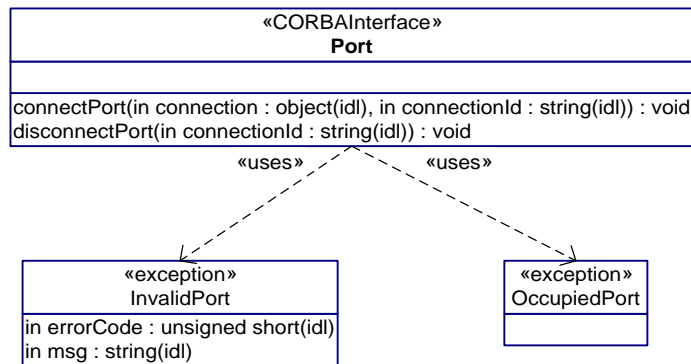 «CORBAInterface»
Port
connectPort(in connection : object(idl), in connectionId : string(idl)) : void
disconnectPort(in connectionId : string(idl)) : void
«uses» «uses»
«exception»
InvalidPort
in errorCode : unsigned short(idl)
in msg : string(idl)
«exception»
OccupiedPort